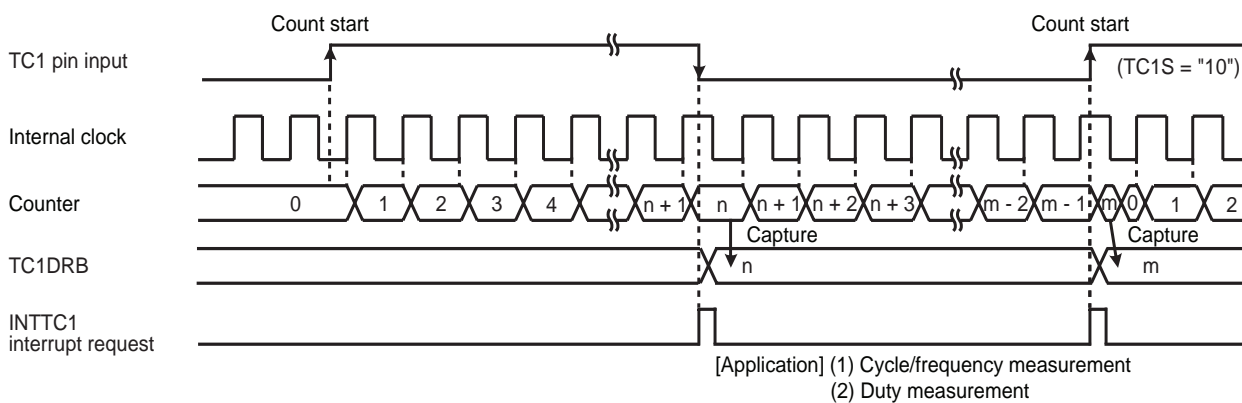 Count start
Count start
TC1 pin input
(TC1S = "10")
Internal clock
Counter
0 1 2 3 4 n + 1 n n + 1 n + 2 n + 3 m - 2 m - 1 m 0 1 2
Capture
Capture
TC1DRB
n
m
INTTC1
interrupt request
[Application] (1) Cycle/frequency measurement
(2) Duty measurement